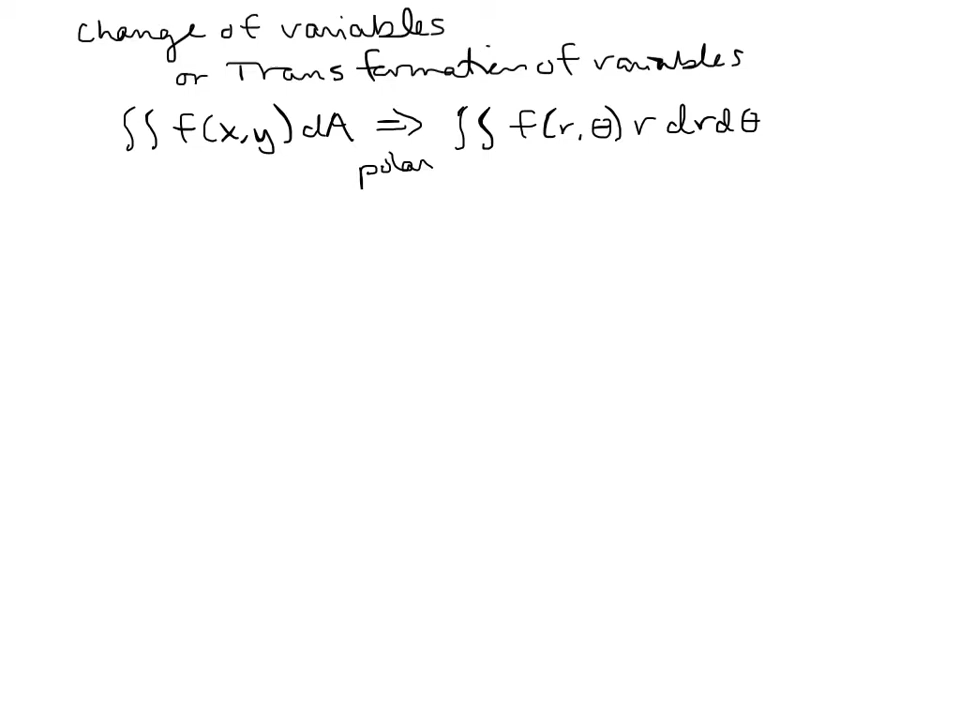 change of variables
or Transformation of variables
∫∫ f(x,y) dA ⇒ ∫∫ f(r,θ) r dr dθ
polar